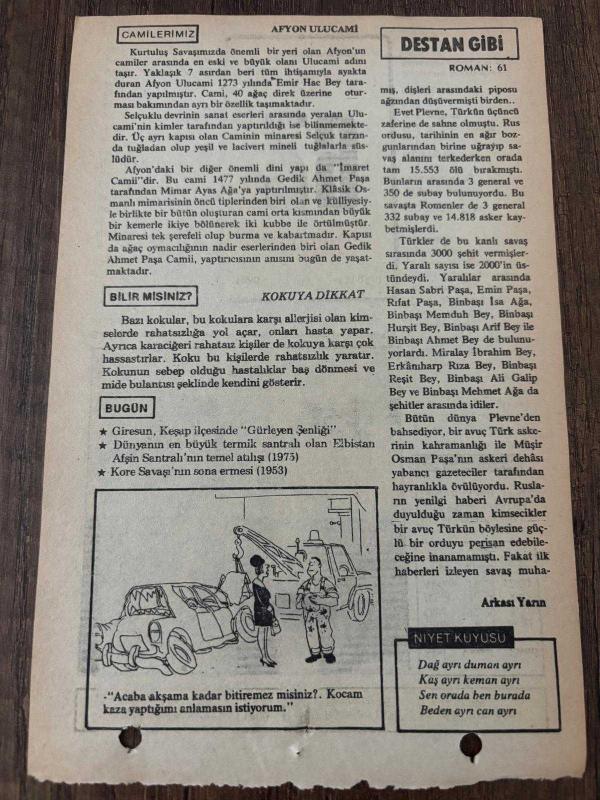 CAMİLERİMİZ
AFYON ULUCAMİ
Kurtuluş Savaşımızda önemli bir yeri olan Afyon'un
camiler arasında en eski ve büyük olanı Ulucami adını
taşır. Yaklaşık 7 asırdan beri tüm ihtişamıyla ayakta
duran Afyon Ulucami 1273 yılında Emir Hac Bey tara-
fından yapılmıştır. Cami, 40 ağaç direk üzerine otur-
ması bakımından ayrı bir özellik taşımaktadır.
Selçuklu devrinin sanat eserleri arasında yeralan Ulu-
cami'nin kimler tarafından yaptırıldığı ise bilinmemekte-
dir. Üç ayrı kapısı olan Caminin minaresi Selçuk tarzın-
da tuğladan olup yeşil ve lacivert mineli tuğlalarla süs-
lüdür.
Afyon'daki bir diğer önemli dini yapı da "İmaret
Camii"dir. Bu cami 1477 yılında Gedik Ahmet Paşa
tarafından Mimar Ayas Ağa'ya yaptırılmıştır. Klâsik Os-
manlı mimarisinin öncü tiplerinden biri olan ve külliyesiy-
le birlikte bir bütün oluşturan cami orta kısmından büyük
bir kemerle ikiye bölünerek iki kubbe ile örtülmüştür.
Minaresi tek şerefeli olup burma ve kabartmadır. Kapısı
da ağaç oymacılığının nadir eserlerinden biri olan Gedik
Ahmet Paşa Camii, yaptırıcısının anısını bugün de yaşat-
maktadır.
BİLİR MİSİNİZ?
KOKUYA DİKKAT
Bazı kokular, bu kokulara karşı allerjisi olan kim-
selerde rahatsızlığa yol açar, onları hasta yapar.
Ayrıca karaciğeri rahatsız kişiler de kokuya karşı çok
hassastırlar. Koku bu kişilerde rahatsızlık yaratır.
Kokunun sebep olduğu hastalıklar baş dönmesi ve
mide bulantısı şeklinde kendini gösterir.
BUGÜN
★ Giresun, Keşap ilçesinde "Gürleyen Şenliği"
★ Dünyanın en büyük termik santralı olan Elbistan
Afşin Santralı'nın temel atılışı (1975)
★ Kore Savaşı'nın sona ermesi (1953)
-"Acaba akşama kadar bitiremez misiniz?. Kocam
kaza yaptığımı anlamasın istiyorum."
DESTAN GİBİ
ROMAN: 61
mış, dişleri arasındaki piposu
ağzından düşüvermişti birden..
Evet Plevne, Türkün üçüncü
zaferine de sahne olmuştu. Rus
ordusu, tarihinin en ağır boz-
gunlarından birine uğrayıp sa-
vaş alanını terkederken orada
tam 15.553 ölü bırakmıştı.
Bunların arasında 3 general ve
350 de subay bulunuyordu. Bu
savaşta Romenler de 3 general
332 subay ve 14.818 asker kay-
betmişlerdi.
Türkler de bu kanlı savaş
sırasında 3000 şehit vermişler-
di. Yaralı sayısı ise 2000'in üs-
tündeydi. Yaralılar arasında
Hasan Sabri Paşa, Emin Paşa,
Rıfat Paşa, Binbaşı İsa Ağa,
Binbaşı Memduh Bey, Binbaşı
Hurşit Bey, Binbaşı Arif Bey ile
Binbaşı Ahmet Bey de bulunu-
yorlardı. Miralay İbrahim Bey,
Erkânıharp Rıza Bey, Binbaşı
Reşit Bey, Binbaşı Ali Galip
Bey ve Binbaşı Mehmet Ağa da
şehitler arasında idiler.
Bütün dünya Plevne'den
bahsediyor, bir avuç Türk aske-
rinin kahramanlığı ile Müşir
Osman Paşa'nın askeri dehâsı
yabancı gazeteciler tarafından
hayranlıkla övülüyordu. Rusla-
rın yenilgi haberi Avrupa'da
duyulduğu zaman kimsecikler
bir avuç Türkün böylesine güç-
lü bir orduyu perişan edebile-
ceğine inanamamıştı. Fakat ilk
haberleri izleyen savaş muha-
Arkası Yarın
NİYET KUYUSU
Dağ ayrı duman ayrı
Kaş ayrı keman ayrı
Sen orada ben burada
Beden ayrı can ayrı